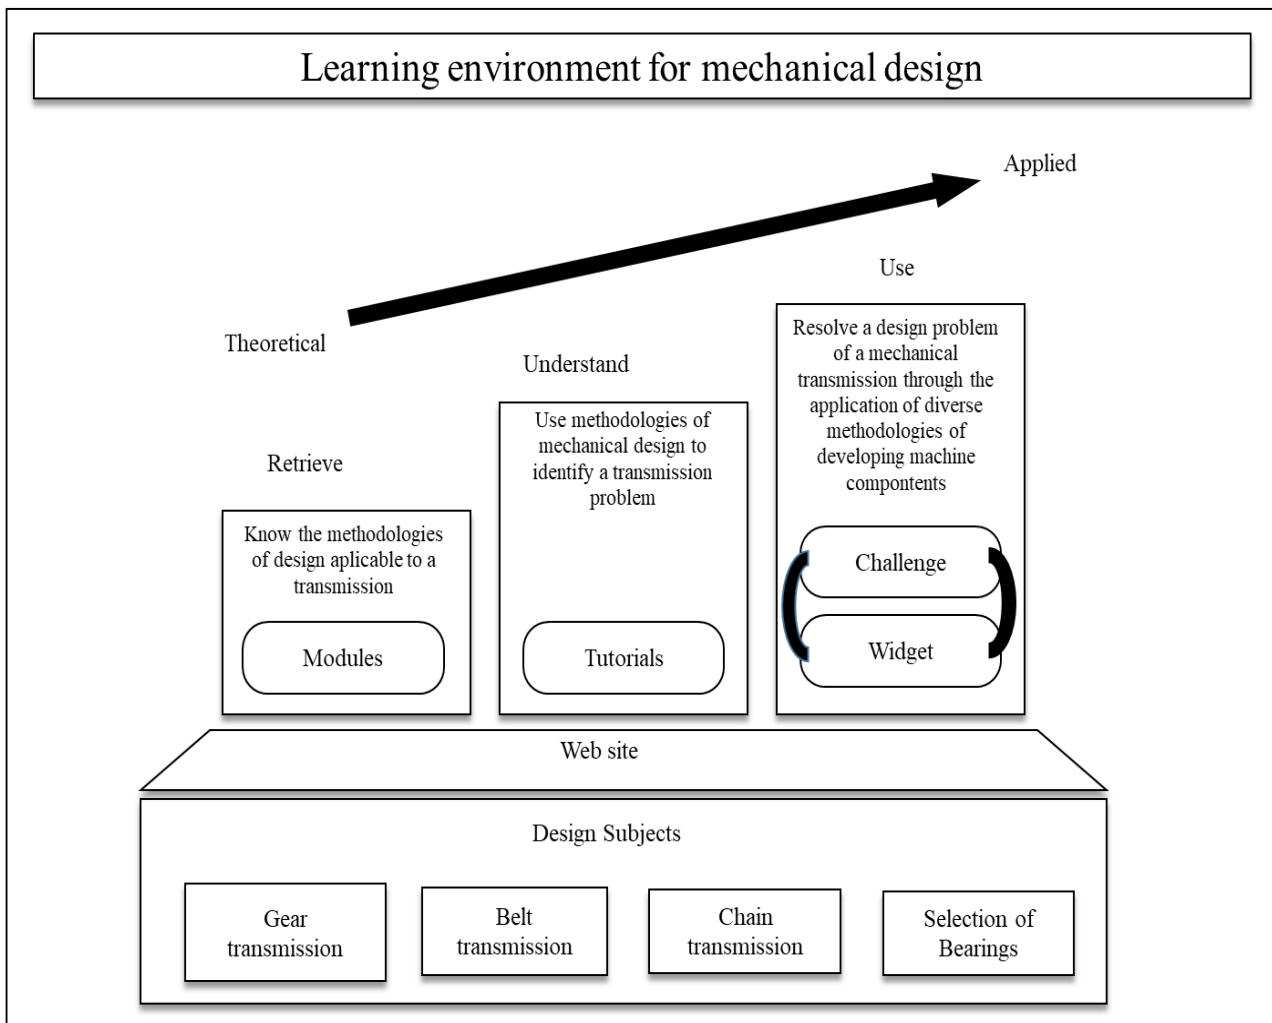 Learning environment for mechanical design
Applied
Theoretical
Retrieve
Know the methodologies
of design aplicable to a
transmission
Modules
Understand
Use methodologies of
mechanical design to
identify a transmission
problem
Tutorials
Use
Resolve a design problem
of a mechanical
transmission through the
application of diverse
methodologies of
developing machine
compontents
Challenge
Widget
Web site
Design Subjects
Gear
transmission
Belt
transmission
Chain
transmission
Selection of
Bearings